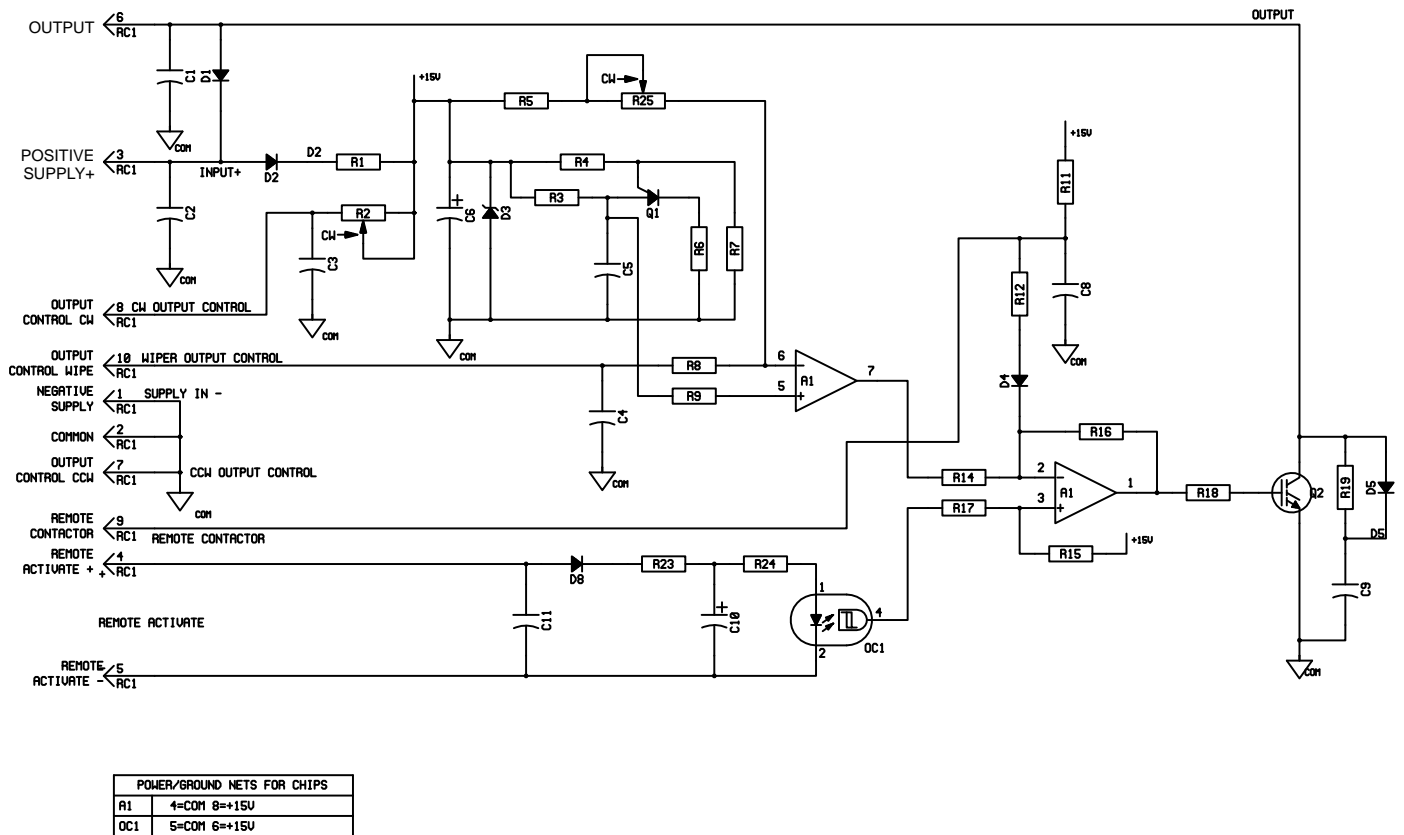 OUTPUT
6
RC1
OUTPUT
C1
D1
COM
+15V
CW
R5
R25
POSITIVE
SUPPLY+
3
RC1
INPUT+
D2
D2
R1
C2
COM
R2
CW
C3
COM
C6
+
D3
R4
R3
Q1
C5
R6
R7
COM
+15V
R11
R12
C8
COM
D4
OUTPUT
CONTROL CW
8 CW OUTPUT CONTROL
RC1
OUTPUT
CONTROL WIPE
10 WIPER OUTPUT CONTROL
RC1
R8
R9
6
5
-
+
A1
7
C4
COM
NEGATIVE
SUPPLY
1 SUPPLY IN -
RC1
COMMON
2
RC1
OUTPUT
CONTROL CCW
7
RC1
CCW OUTPUT CONTROL
COM
R16
R14
R17
2
3
-
+
A1
1
R18
R15
+15V
Q2
R19
D5
D5
C9
COM
REMOTE
CONTACTOR
9
RC1
REMOTE CONTACTOR
REMOTE
ACTIVATE +
4
+
RC1
D8
R23
R24
C11
C10
+
1
2
4
OC1
REMOTE ACTIVATE
REMOTE
ACTIVATE -
5
RC1
POWER/GROUND NETS FOR CHIPS
A1 4=COM 8=+15V
OC1 5=COM 6=+15V